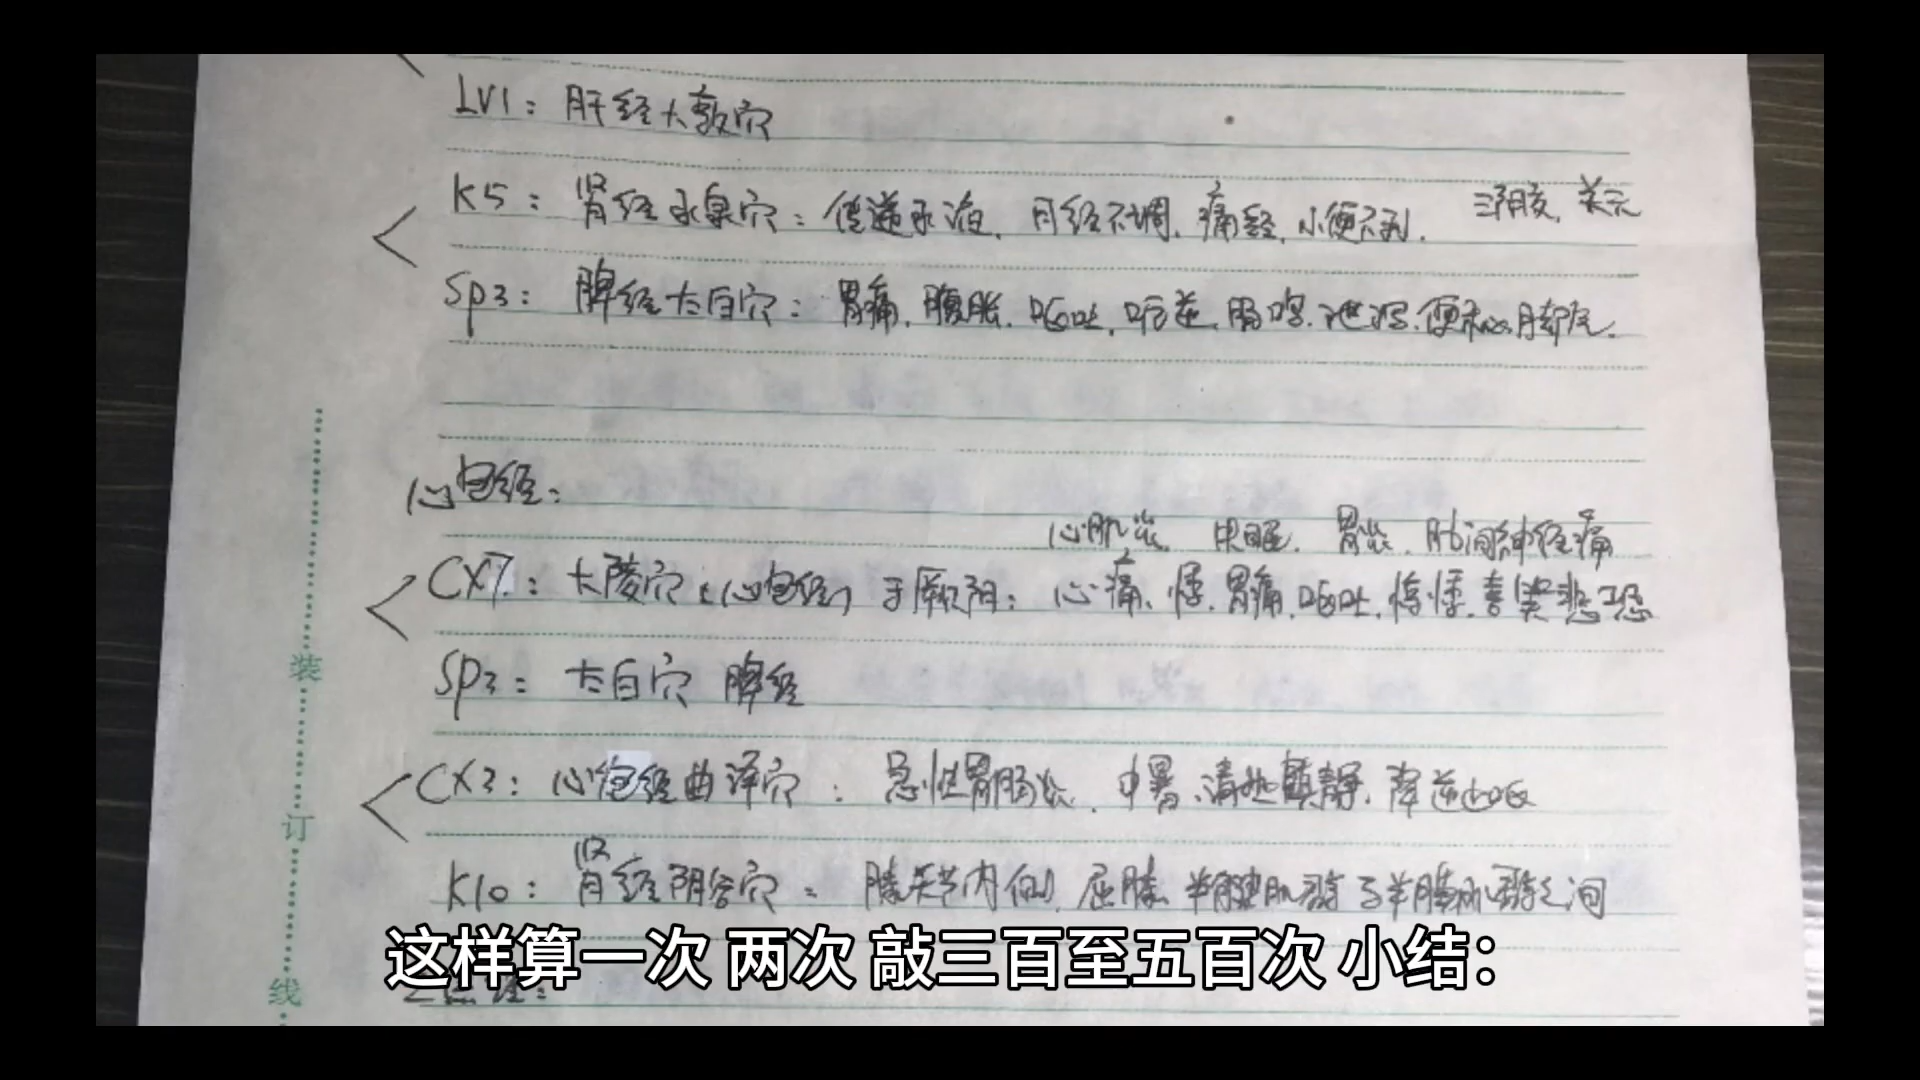 LV1：肝经大敦穴
K5：肾经水泉穴：传递水液、月经不调、痛经、小便不利. 三阴交，关元
Sp3：脾经太白穴：胃痛、腹胀、呕吐、呃逆、肠鸣、泄泻、便秘、
心包经：
心肌炎、失眠、胃炎、肋间神经痛
CX7：大陵穴（心包经）手厥阴：心痛、悸、胃痛、呕吐、惊悸、喜笑悲恐
Sp3：太白穴 脾经
CX3：心包经曲泽穴：急性胃肠炎、中暑、清热镇静、降逆止呕
K10：肾经阴谷穴：膝关节内侧，屈膝，半腱肌 与半膜肌 之间
这样算一次 两次 敲三百至五百次 小结：
装
订
线